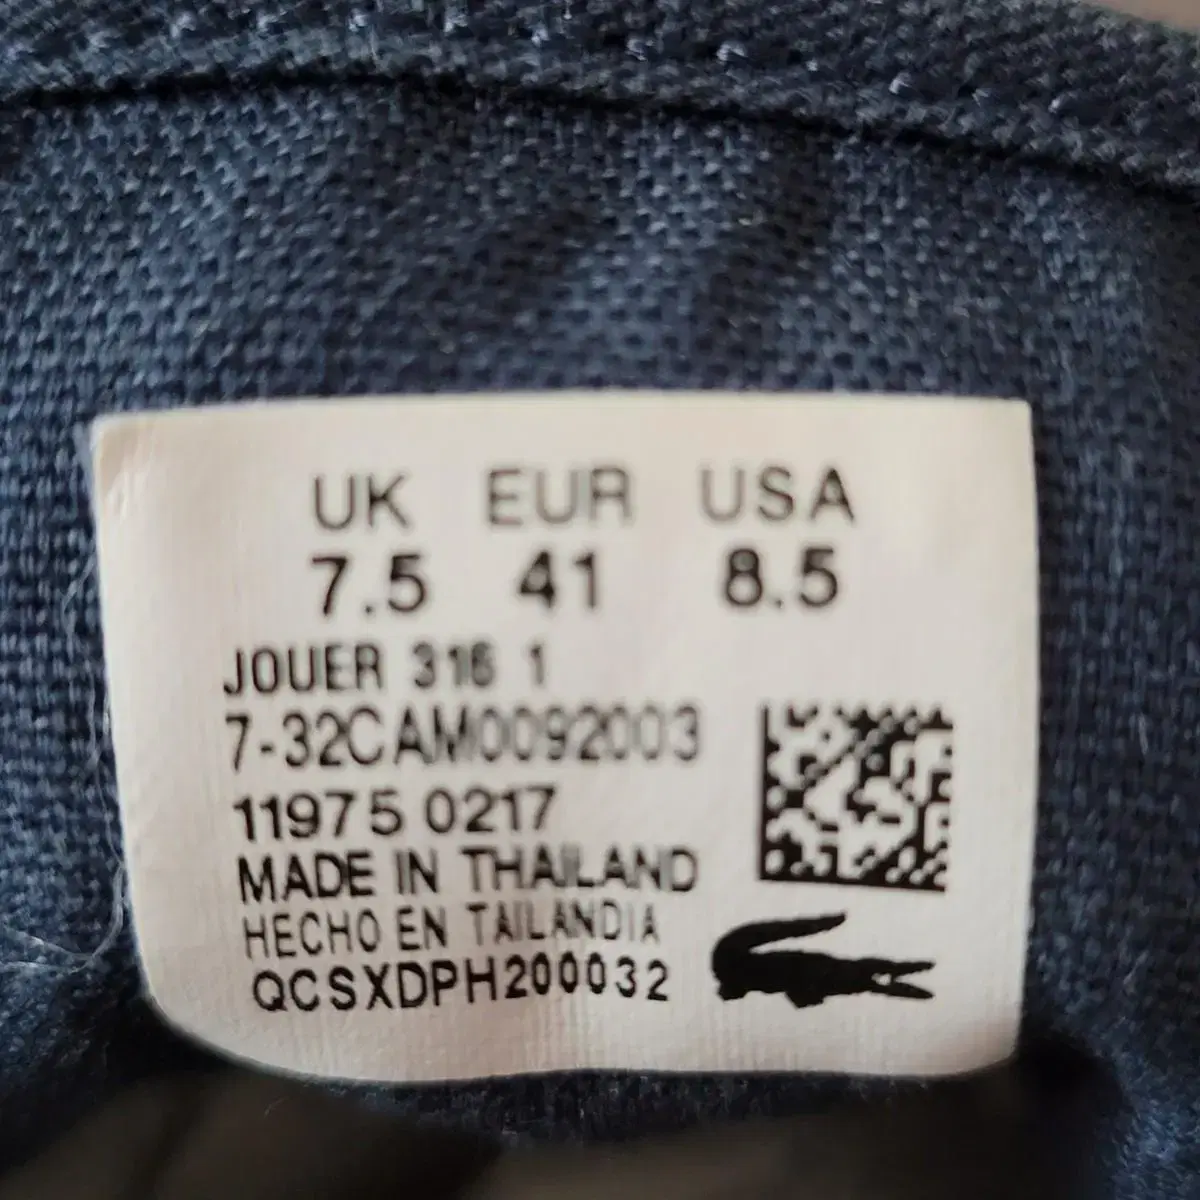 UK EUR USA
7.5 41 8.5
JOUER 316 1
7-32CAM0092003
11975 0217
MADE IN THAILAND
HECHO EN TAILANDIA
QCSXDPH200032